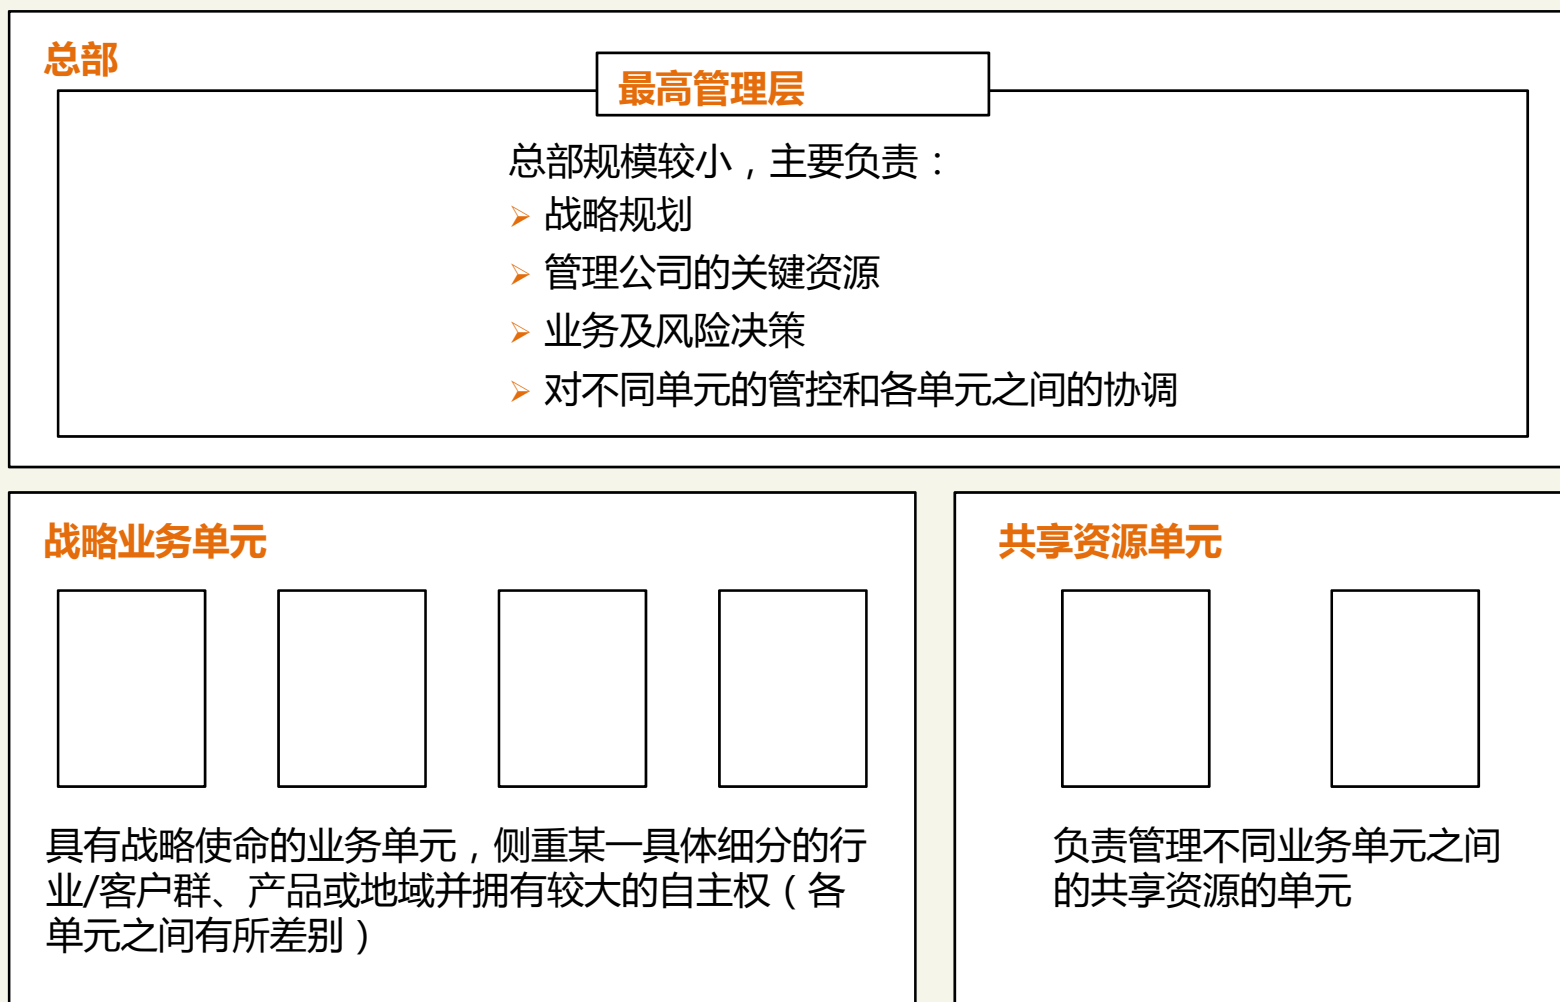 总部
最高管理层
总部规模较小，主要负责：
战略规划
管理公司的关键资源
业务及风险决策
对不同单元的管控和各单元之间的协调
战略业务单元
具有战略使命的业务单元，侧重某一具体细分的行
业/客户群、产品或地域并拥有较大的自主权（各
单元之间有所差别）
共享资源单元
负责管理不同业务单元之间
的共享资源的单元